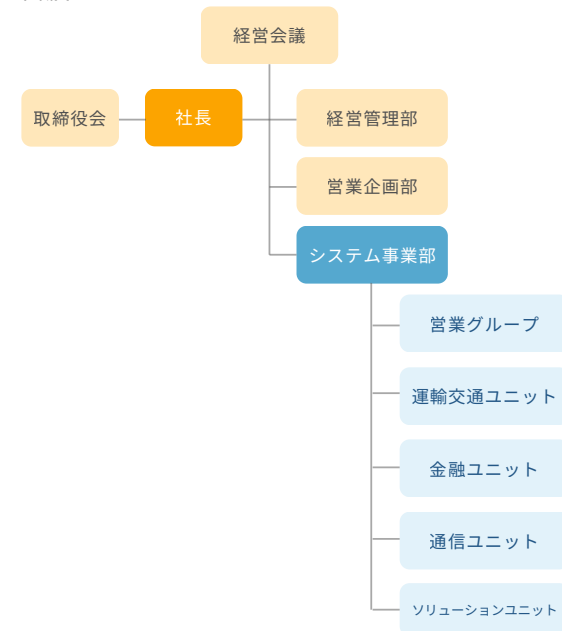 経営会議
取締役会
社長
経営管理部
営業企画部
システム事業部
営業グループ
運輸交通ユニット
金融ユニット
通信ユニット
ソリューションユニット